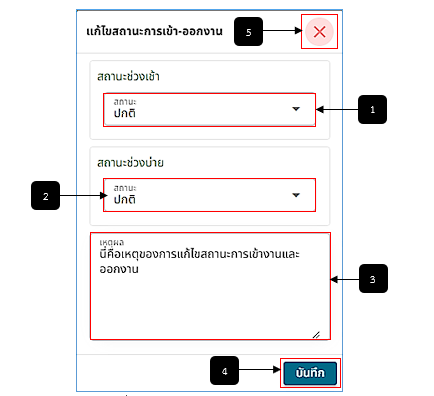 แก้ไขสถานะการเข้า-ออกงาน
5
สถานะช่วงเช้า
สถานะ
ปกติ
1
สถานะช่วงบ่าย
สถานะ
ปกติ
2
เหตุผล
นี่คือเหตุของการแก้ไขสถานะการเข้างานและ
ออกงาน
3
4
บันทึก